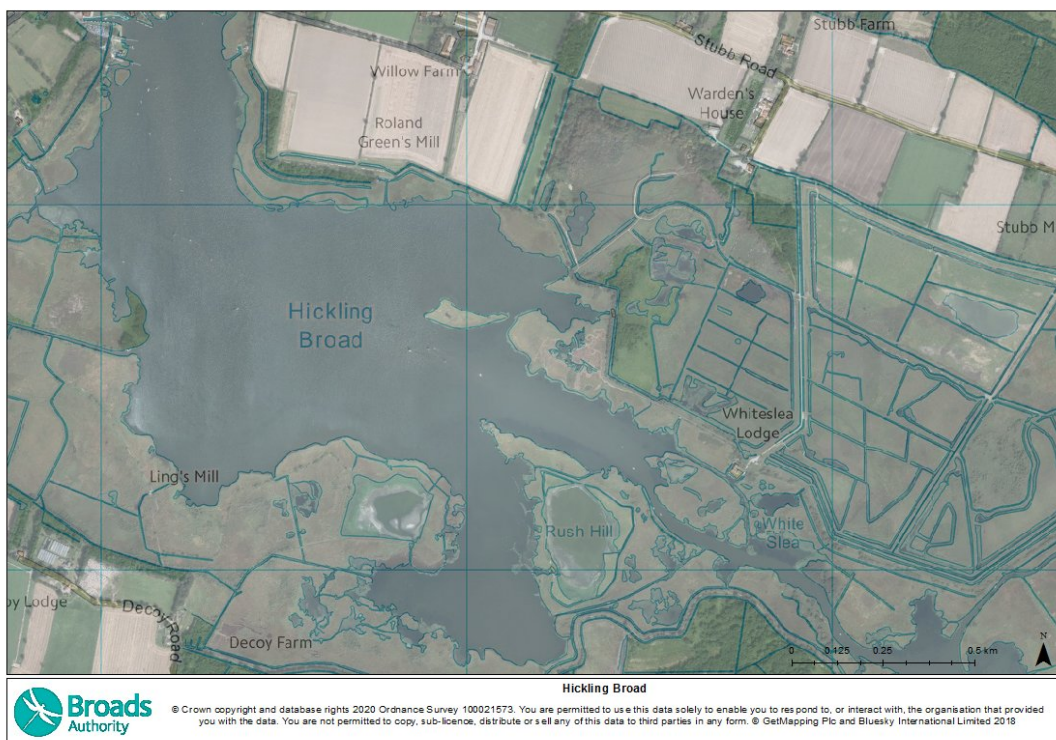 Stubb Farm
Stubb Road
Willow Farm
Warden's
House
Roland
Green's Mill
Stubb M
Hickling
Broad
Whiteslea
Lodge
Ling's Mill
Rush Hill
White
Slea
oy Lodge
Decoy Road
Decoy Farm
N
0 0.125 0.25 0.5 km
Hickling Broad
Broads
Authority
© Crown copyright and database rights 2020 Ordnance Survey 100021573. You are permitted to use this data solely to enable you to respond to, or interact with, the organisation that provided
you with the data. You are not permitted to copy, sub-licence, distribute or sell any of this data to third parties in any form. © GetMapping Plc and Bluesky International Limited 2018